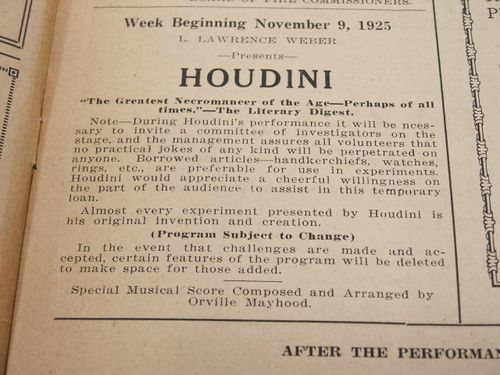 BOARD OF FIRE COMMISSIONERS.
Week Beginning November 9, 1925
L. LAWRENCE WEBER
—Presents—
HOUDINI
"The Greatest Necromancer of the Age—Perhaps of all
times."—The Literary Digest.
Note—During Houdini's performance it will be nces-
sary to invite a committee of investigators on the
stage, and the management assures all volunteers that
no practical jokes of any kind will be perpetrated on
anyone. Borrowed articles—handkerchiefs, watches,
rings, etc., are preferable for use in experiments.
Houdini would appreciate a cheerful willingness on
the part of the audience to assist in this temporary
loan.
Almost every experiment presented by Houdini is
his original invention and creation.
(Program Subject to Change)
In the event that challenges are made and ac-
cepted, certain features of the program will be deleted
to make space for those added.
Special Musical Score Composed and Arranged by
Orville Mayhood.
AFTER THE